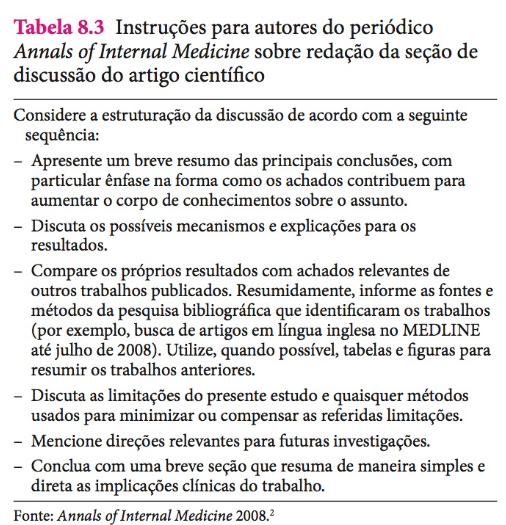 Tabela 8.3 Instruções para autores do periódico
Annals of Internal Medicine sobre redação da seção de
discussão do artigo científico
Considere a estruturação da discussão de acordo com a seguinte
sequência:
– Apresente um breve resumo das principais conclusões, com
particular ênfase na forma como os achados contribuem para
aumentar o corpo de conhecimentos sobre o assunto.
– Discuta os possíveis mecanismos e explicações para os
resultados.
– Compare os próprios resultados com achados relevantes de
outros trabalhos publicados. Resumidamente, informe as fontes e
métodos da pesquisa bibliográfica que identificaram os trabalhos
(por exemplo, busca de artigos em língua inglesa no MEDLINE
até julho de 2008). Utilize, quando possível, tabelas e figuras para
resumir os trabalhos anteriores.
– Discuta as limitações do presente estudo e quaisquer métodos
usados para minimizar ou compensar as referidas limitações.
– Mencione direções relevantes para futuras investigações.
– Conclua com uma breve seção que resuma de maneira simples e
direta as implicações clínicas do trabalho.
Fonte: Annals of Internal Medicine 2008.²